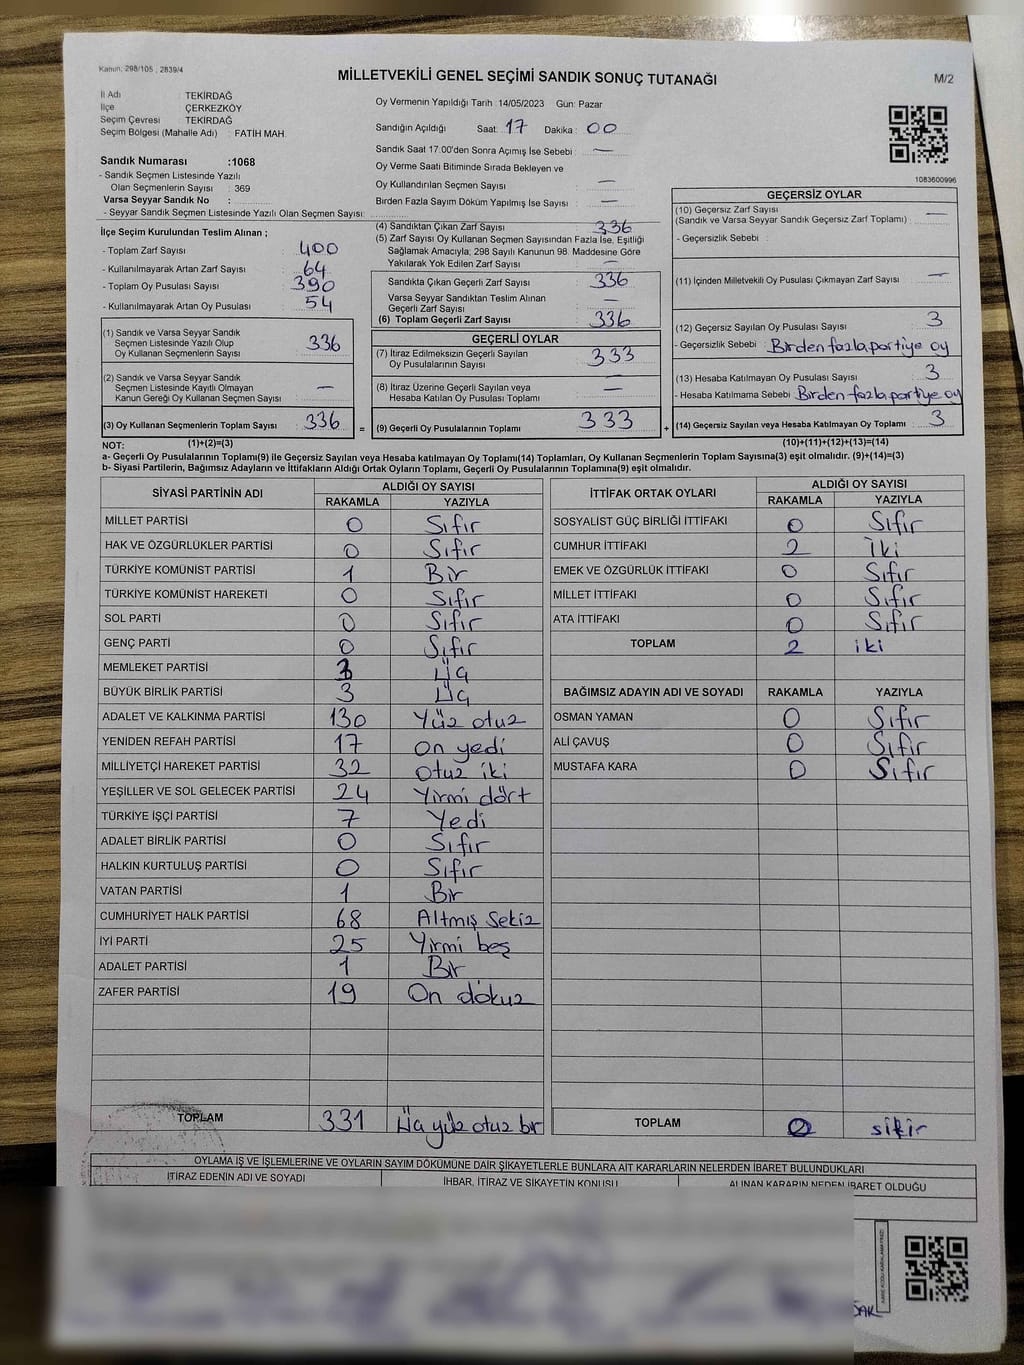 Kanun; 298/105 , 2839/4
MİLLETVEKİLİ GENEL SEÇİMİ SANDIK SONUÇ TUTANAĞI
M/2
İl Adı : TEKİRDAĞ
İlçe : ÇERKEZKÖY
Seçim Çevresi : TEKİRDAĞ
Seçim Bölgesi (Mahalle Adı) : FATİH MAH.
Sandık Numarası :1068
- Sandık Seçmen Listesinde Yazılı
Olan Seçmenlerin Sayısı : 369
Varsa Seyyar Sandık No :
- Seyyar Sandık Seçmen Listesinde Yazılı Olan Seçmen Sayısı:
Oy Vermenin Yapıldığı Tarih :14/05/2023 Gün: Pazar
Sandığın Açıldığı Saat: 17 Dakika : 00
Sandık Saat 17.00'den Sonra Açımış İse Sebebi : —
Oy Verme Saati Bitiminde Sırada Bekleyen ve
Oy Kullandırılan Seçmen Sayısı : —
Birden Fazla Sayım Döküm Yapılmış İse Sayısı : —
1083600996
İlçe Seçim Kurulundan Teslim Alınan ;
- Toplam Zarf Sayısı : 400
- Kullanılmayarak Artan Zarf Sayısı : 64
- Toplam Oy Pusulası Sayısı : 390
- Kullanılmayarak Artan Oy Pusulası : 54
(1) Sandık ve Varsa Seyyar Sandık
Seçmen Listesinde Yazılı Olup
Oy Kullanan Seçmenlerin Sayısı : 336
(2) Sandık ve Varsa Seyyar Sandık
Seçmen Listesinde Kayıtlı Olmayan
Kanun Gereği Oy Kullanan Seçmen Sayısı : —
(3) Oy Kullanan Seçmenlerin Toplam Sayısı : 336 =
(4) Sandıktan Çıkan Zarf Sayısı : 336
(5) Zarf Sayısı Oy Kullanan Seçmen Sayısından Fazla İse, Eşitliği
Sağlamak Amacıyla, 298 Sayılı Kanunun 98. Maddesine Göre
Yakılarak Yok Edilen Zarf Sayısı : —
Sandıkta Çıkan Geçerli Zarf Sayısı : 336
Varsa Seyyar Sandıktan Teslim Alınan
Geçerli Zarf Sayısı : —
(6) Toplam Geçerli Zarf Sayısı : 336
GEÇERLİ OYLAR
(7) İtiraz Edilmeksizin Geçerli Sayılan
Oy Pusulalarının Sayısı : 333
(8) İtiraz Üzerine Geçerli Sayılan veya
Hesaba Katılan Oy Pusulası Toplamı : —
(9) Geçerli Oy Pusulalarının Toplamı : 333 +
GEÇERSİZ OYLAR
(10) Geçersiz Zarf Sayısı : —
(Sandık ve Varsa Seyyar Sandık Geçersiz Zarf Toplamı)
- Geçersizlik Sebebi :
(11) İçinden Milletvekili Oy Pusulası Çıkmayan Zarf Sayısı : —
(12) Geçersiz Sayılan Oy Pusulası Sayısı : 3
- Geçersizlik Sebebi : Birden fazla partiye oy
(13) Hesaba Katılmayan Oy Pusulası Sayısı : 3
- Hesaba Katılmama Sebebi : Birden fazla partiye oy
(14) Geçersiz Sayılan veya Hesaba Katılmayan Oy Toplamı : 3
NOT: (1)+(2)=(3) (10)+(11)+(12)+(13)=(14)
a- Geçerli Oy Pusulalarının Toplamı(9) ile Geçersiz Sayılan veya Hesaba katılmayan Oy Toplamı(14) Toplamları, Oy Kullanan Seçmenlerin Toplam Sayısına(3) eşit olmalıdır. (9)+(14)=(3)
b- Siyasi Partilerin, Bağımsız Adayların ve İttifakların Aldığı Ortak Oyların Toplamı, Geçerli Oy Pusulalarının Toplamına(9) eşit olmalıdır.
SİYASİ PARTİNİN ADI ALDIĞI OY SAYISI
RAKAMLA YAZIYLA
MİLLET PARTİSİ 0 Sıfır
HAK VE ÖZGÜRLÜKLER PARTİSİ 0 Sıfır
TÜRKİYE KOMÜNİST PARTİSİ 1 Bir
TÜRKİYE KOMÜNİST HAREKETİ 0 Sıfır
SOL PARTİ 0 Sıfır
GENÇ PARTİ 0 Sıfır
MEMLEKET PARTİSİ 3 Üç
BÜYÜK BİRLİK PARTİSİ 3 Üç
ADALET VE KALKINMA PARTİSİ 130 Yüz otuz
YENİDEN REFAH PARTİSİ 17 On yedi
MİLLİYETÇİ HAREKET PARTİSİ 32 Otuz iki
YEŞİLLER VE SOL GELECEK PARTİSİ 24 Yirmi dört
TÜRKİYE İŞÇİ PARTİSİ 7 Yedi
ADALET BİRLİK PARTİSİ 0 Sıfır
HALKIN KURTULUŞ PARTİSİ 0 Sıfır
VATAN PARTİSİ 1 Bir
CUMHURİYET HALK PARTİSİ 68 Altmış Sekiz
İYİ PARTİ 25 Yirmi beş
ADALET PARTİSİ 1 Bir
ZAFER PARTİSİ 19 On dokuz
TOPLAM 331 Üç yüz otuz bir
İTTİFAK ORTAK OYLARI ALDIĞI OY SAYISI
RAKAMLA YAZIYLA
SOSYALİST GÜÇ BİRLİĞİ İTTİFAKI 0 Sıfır
CUMHUR İTTİFAKI 2 İki
EMEK VE ÖZGÜRLÜK İTTİFAKI 0 Sıfır
MİLLET İTTİFAKI 0 Sıfır
ATA İTTİFAKI 0 Sıfır
TOPLAM 2 iki
BAĞIMSIZ ADAYIN ADI VE SOYADI RAKAMLA YAZIYLA
OSMAN YAMAN 0 Sıfır
ALİ ÇAVUŞ 0 Sıfır
MUSTAFA KARA 0 Sıfır
TOPLAM 0
OYLAMA İŞ VE İŞLEMLERİNE VE OYLARIN SAYIM DÖKÜMÜNE DAİR ŞİKAYETLERLE BUNLARA AİT KARARLARIN NELERDEN İBARET BULUNDUKLARI
İTİRAZ EDENİN ADI VE SOYADI İHBAR, İTİRAZ VE ŞİKAYETİN KONUSU ALINAN KARARIN NEDEN İBARET OLDUĞU